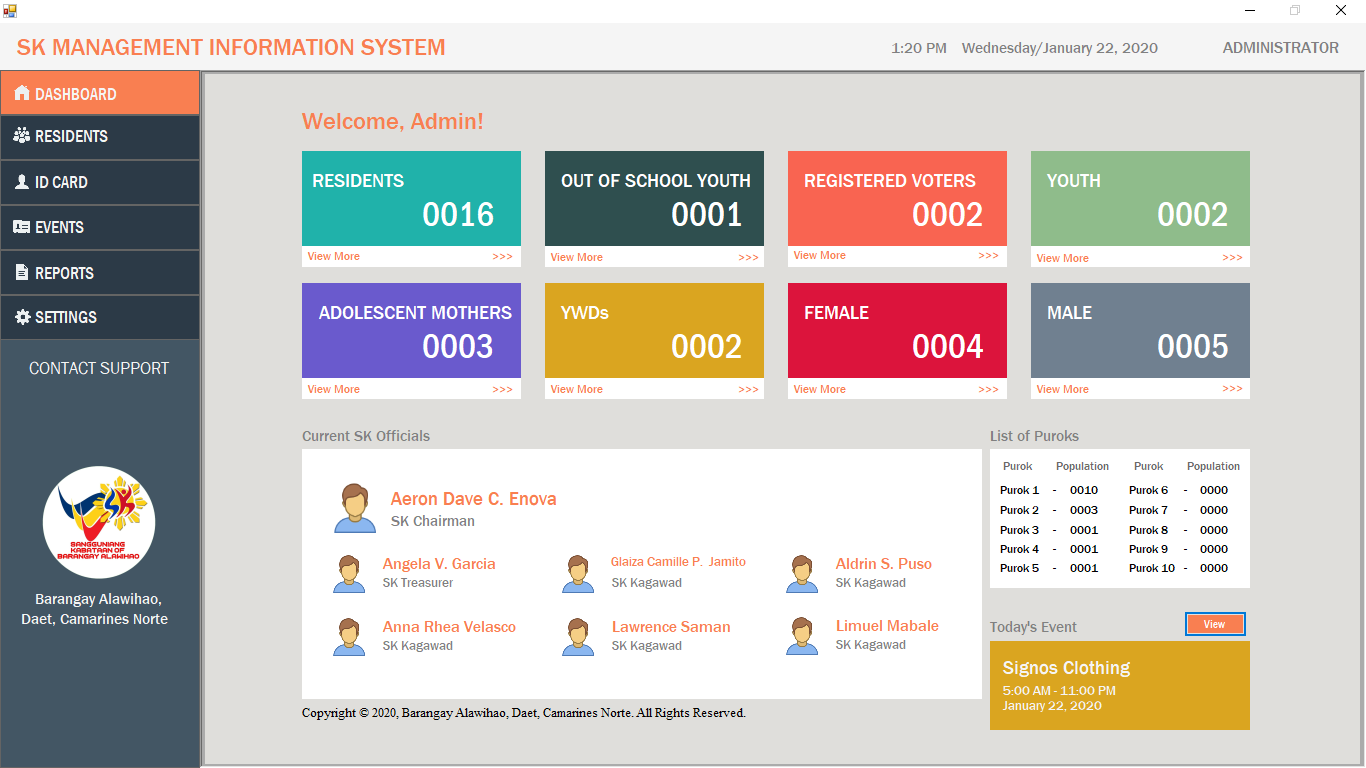 SK MANAGEMENT INFORMATION SYSTEM
1:20 PM Wednesday/January 22, 2020 ADMINISTRATOR
DASHBOARD
RESIDENTS
ID CARD
EVENTS
REPORTS
SETTINGS
CONTACT SUPPORT
SANGGUNIANG
KABATAAN OF
BARANGAY ALAWIHAO
Barangay Alawihao,
Daet, Camarines Norte
Welcome, Admin!
RESIDENTS
0016
View More >>>
OUT OF SCHOOL YOUTH
0001
View More >>>
REGISTERED VOTERS
0002
View More >>>
YOUTH
0002
View More >>>
ADOLESCENT MOTHERS
0003
View More >>>
YWDs
0002
View More >>>
FEMALE
0004
View More >>>
MALE
0005
View More >>>
Current SK Officials
Aeron Dave C. Enova
SK Chairman
Angela V. Garcia
SK Treasurer
Glaiza Camille P. Jamito
SK Kagawad
Aldrin S. Puso
SK Kagawad
Anna Rhea Velasco
SK Kagawad
Lawrence Saman
SK Kagawad
Limuel Mabale
SK Kagawad
List of Puroks
Purok Population Purok Population
Purok 1 - 0010 Purok 6 - 0000
Purok 2 - 0003 Purok 7 - 0000
Purok 3 - 0001 Purok 8 - 0000
Purok 4 - 0001 Purok 9 - 0000
Purok 5 - 0001 Purok 10 - 0000
Today's Event View
Signos Clothing
5:00 AM - 11:00 PM
January 22, 2020
Copyright © 2020, Barangay Alawihao, Daet, Camarines Norte. All Rights Reserved.